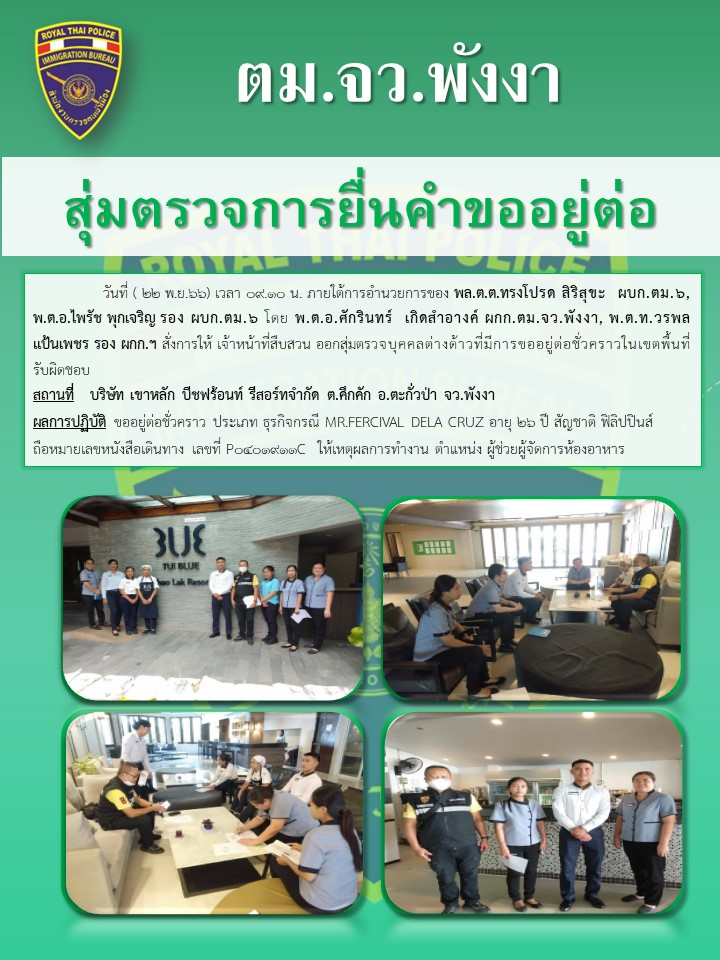 ROYAL THAI POLICE
IMMIGRATION BUREAU
สำนักงานตรวจคนเข้าเมือง
ตม.จว.พังงา
สุ่มตรวจการยื่นคำขออยู่ต่อ
ROYAL THAI POLICE
วันที่ ( ๒๒ พ.ย.๖๖) เวลา ๐๙.๑๐ น. ภายใต้การอำนวยการของ พล.ต.ต.ทรงโปรด สิริสุขะ ผบก.ตม.๖,
พ.ต.อ.ไพรัช พุกเจริญ รอง ผบก.ตม.๖ โดย พ.ต.อ.ศักรินทร์ เกิดสำอางค์ ผกก.ตม.จว.พังงา, พ.ต.ท.วรพล
แป้นเพชร รอง ผกก.ฯ สั่งการให้ เจ้าหน้าที่สืบสวน ออกสุ่มตรวจบุคคลต่างด้าวที่มีการขออยู่ต่อชั่วคราวในเขตพื้นที่
รับผิดชอบ
สถานที่ บริษัท เขาหลัก บีชฟร้อนท์ รีสอร์ทจำกัด ต.คึกคัก อ.ตะกั่วป่า จว.พังงา
ผลการปฏิบัติ ขออยู่ต่อชั่วคราว ประเภท ธุรกิจกรณี MR.FERCIVAL DELA CRUZ อายุ ๒๖ ปี สัญชาติ ฟิลิปปินส์
ถือหมายเลขหนังสือเดินทาง เลขที่ P๐๔๐๑๙๑๑C ให้เหตุผลการทำงาน ตำแหน่ง ผู้ช่วยผู้จัดการห้องอาหาร
BUE
TUI BLUE
hao Lak Resor